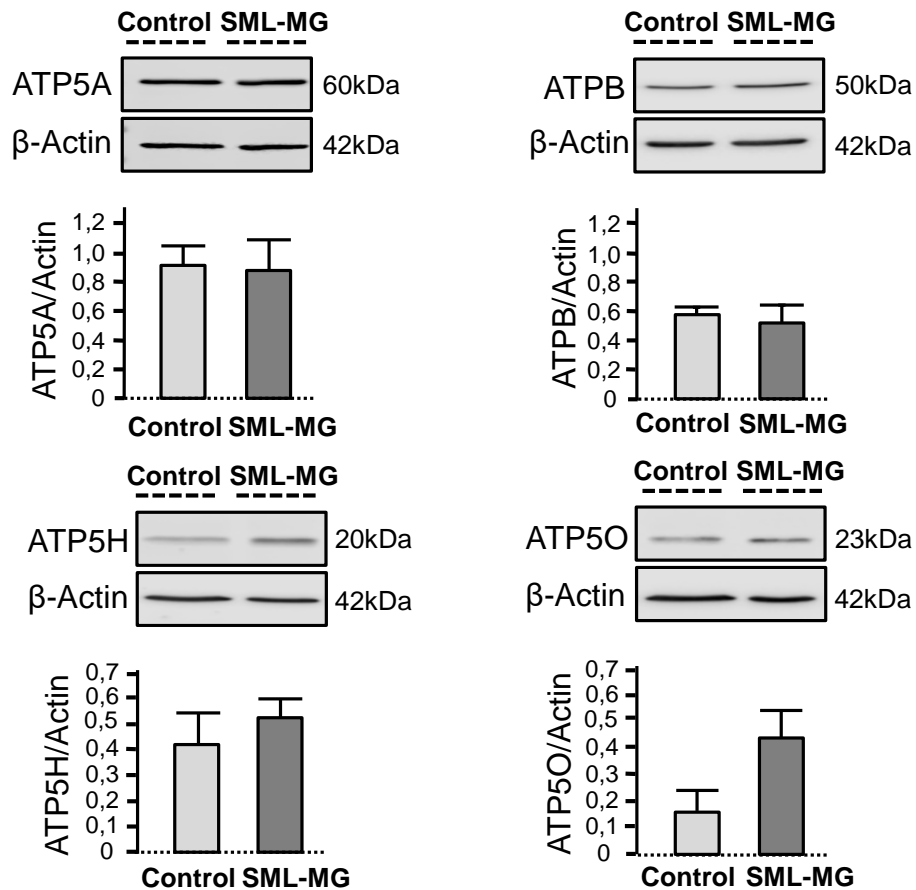 Control SML-MG
ATP5A 60kDa
β-Actin 42kDa
ATP5A/Actin
1,2
1,0
0,8
0,6
0,4
0,2
0
Control SML-MG
Control SML-MG
ATPB 50kDa
β-Actin 42kDa
ATPB/Actin
1,2
1,0
0,8
0,6
0,4
0,2
0
Control SML-MG
Control SML-MG
ATP5H 20kDa
β-Actin 42kDa
ATP5H/Actin
0,7
0,6
0,5
0,4
0,3
0,2
0,1
0
Control SML-MG
Control SML-MG
ATP5O 23kDa
β-Actin 42kDa
ATP5O/Actin
0,7
0,6
0,5
0,4
0,3
0,2
0,1
0
Control SML-MG